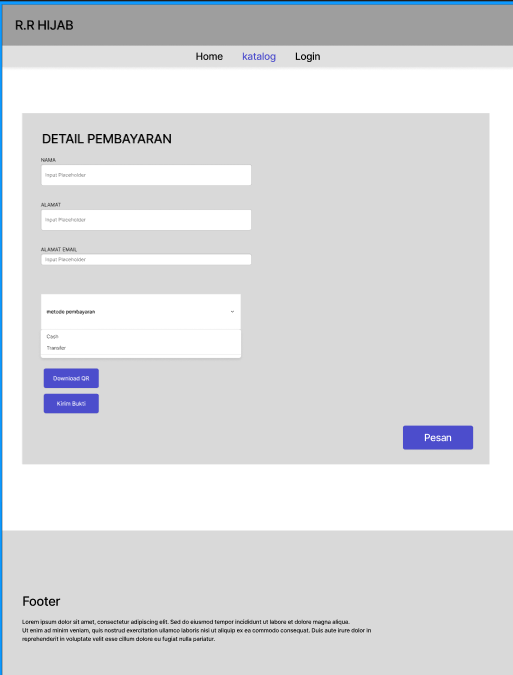 R.R HIJAB
Home katalog Login
DETAIL PEMBAYARAN
NAMA
Input Placeholder
ALAMAT
Input Placeholder
ALAMAT EMAIL
Input Placeholder
metode pembayaran
Cash
Transfer
Download QR
Kirim Bukti
Pesan
Footer
Lorem ipsum dolor sit amet, consectetur adipiscing elit. Sed do eiusmod tempor incididunt ut labore et dolore magna aliqua.
Ut enim ad minim veniam, quis nostrud exercitation ullamco laboris nisi ut aliquip ex ea commodo consequat. Duis aute irure dolor in
reprehenderit in voluptate velit esse cillum dolore eu fugiat nulla pariatur.